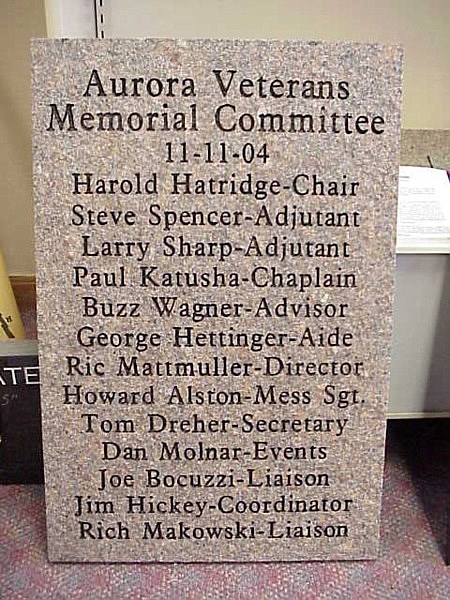 Aurora Veterans
Memorial Committee
11-11-04
Harold Hatridge-Chair
Steve Spencer-Adjutant
Larry Sharp-Adjutant
Paul Katusha-Chaplain
Buzz Wagner-Advisor
George Hettinger-Aide
Ric Mattmuller-Director
Howard Alston-Mess Sgt.
Tom Dreher-Secretary
Dan Molnar-Events
Joe Bocuzzi-Liaison
Jim Hickey-Coordinator
Rich Makowski-Liaison
ATE
5"